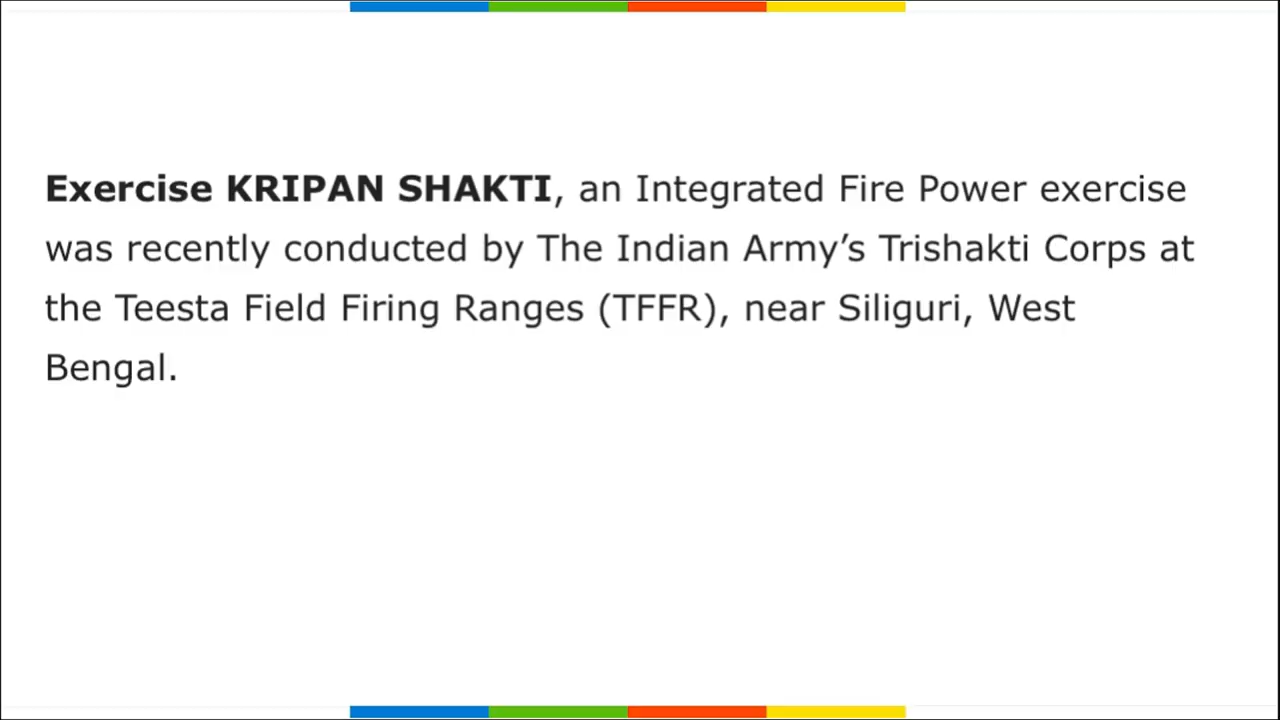 Exercise KRIPAN SHAKTI, an Integrated Fire Power exercise
was recently conducted by The Indian Army’s Trishakti Corps at
the Teesta Field Firing Ranges (TFFR), near Siliguri, West
Bengal.